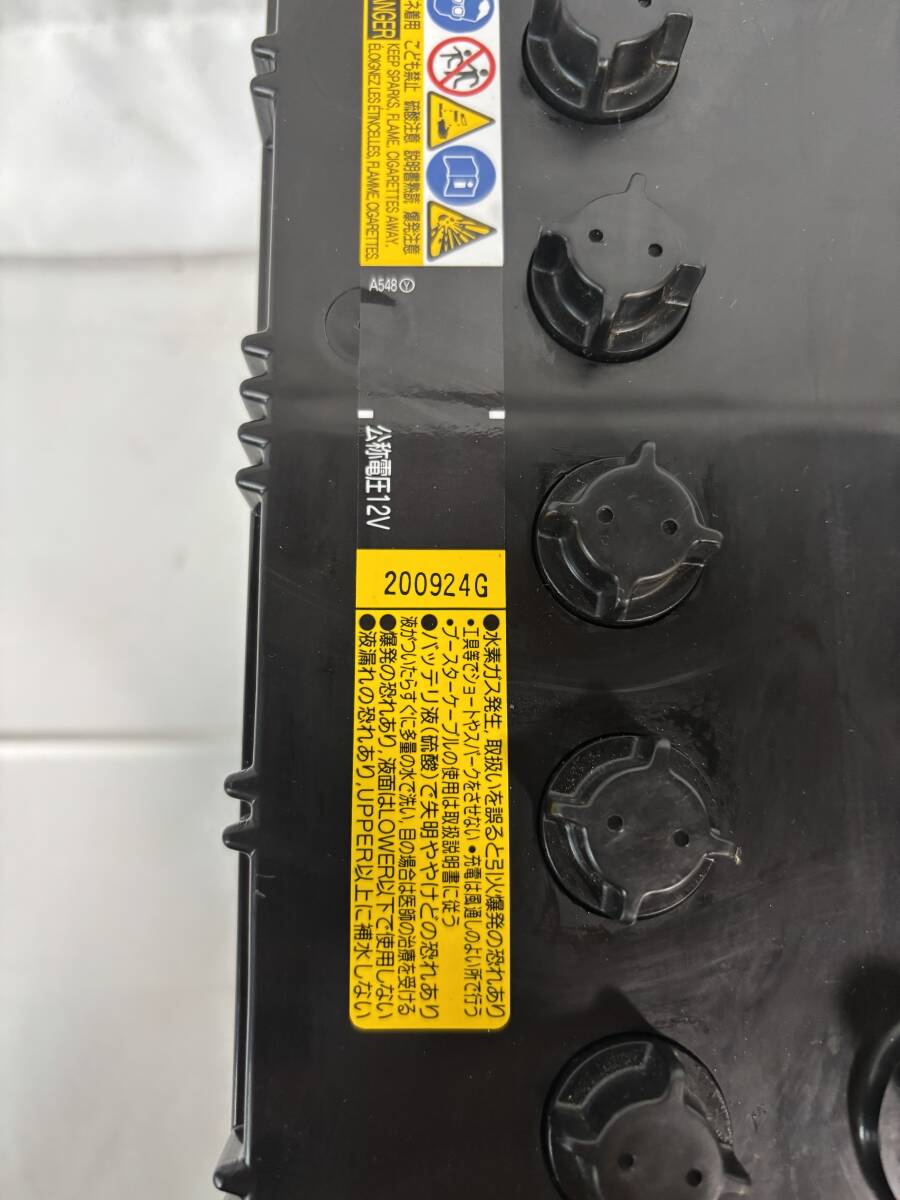 ANGER
ネ着用 こども禁止 硫酸注意 説明書熟読 爆発注意
KEEP SPARKS, FLAME, CIGARETTES AWAY.
ÉLOIGNEZ LES ÉTINCELLES, FLAMME, CIGARETTES.
A548Ⓨ
公称電圧12V
200924G
●水素ガス発生, 取扱いを誤ると引火爆発の恐れあり
・工具等でショートやスパークをさせない ・充電は風通しのよい所で行う
・ブースターケーブルの使用は取扱説明書に従う
●バッテリ液(硫酸)で失明ややけどの恐れあり
液がついたらすぐに多量の水で洗い, 目の場合は医師の治療を受ける
●爆発の恐れあり, 液面はLOWER以下で使用しない
●液漏れの恐れあり, UPPER以上に補水しない